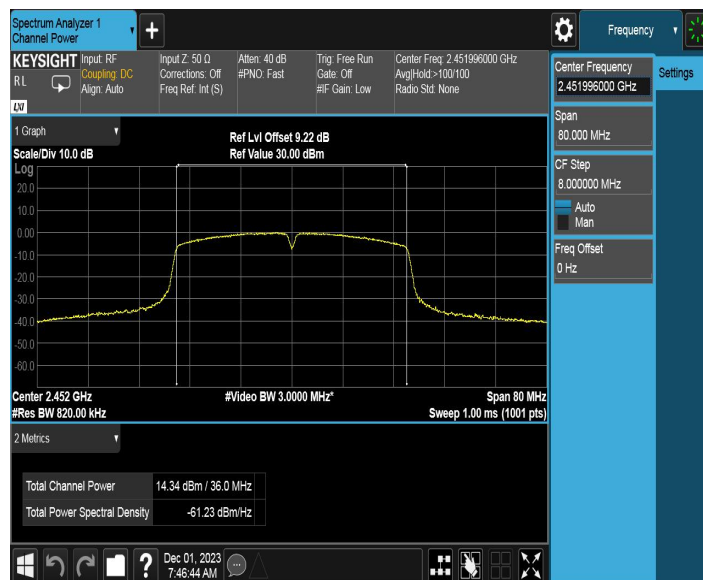 Spectrum Analyzer 1
Channel Power
+
Frequency
KEYSIGHT Input: RF Input Z: 50 Ω Atten: 40 dB Trig: Free Run Center Freq: 2.451996000 GHz
RL Coupling: DC Corrections: Off #PNO: Fast Gate: Off Avg|Hold:>100/100
Align: Auto Freq Ref: Int (S) #IF Gain: Low Radio Std: None
LXI
Center Frequency
2.451996000 GHz
Settings
Span
80.000 MHz
CF Step
8.000000 MHz
Auto
Man
Freq Offset
0 Hz
1 Graph
Ref Lvl Offset 9.22 dB
Scale/Div 10.0 dB Ref Value 30.00 dBm
Log
20.0
10.0
0.00
-10.0
-20.0
-30.0
-40.0
-50.0
-60.0
Center 2.452 GHz #Video BW 3.0000 MHz* Span 80 MHz
#Res BW 820.00 kHz Sweep 1.00 ms (1001 pts)
2 Metrics
Total Channel Power 14.34 dBm / 36.0 MHz
Total Power Spectral Density -61.23 dBm/Hz
? Dec 01, 2023
7:46:44 AM